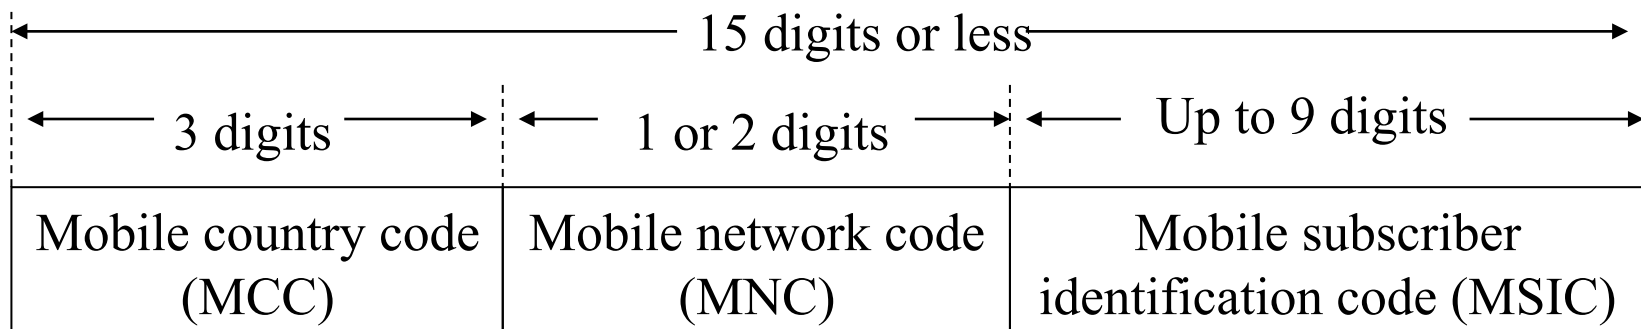 15 digits or less
3 digits
1 or 2 digits
Up to 9 digits
Mobile country code
(MCC)
Mobile network code
(MNC)
Mobile subscriber
identification code (MSIC)